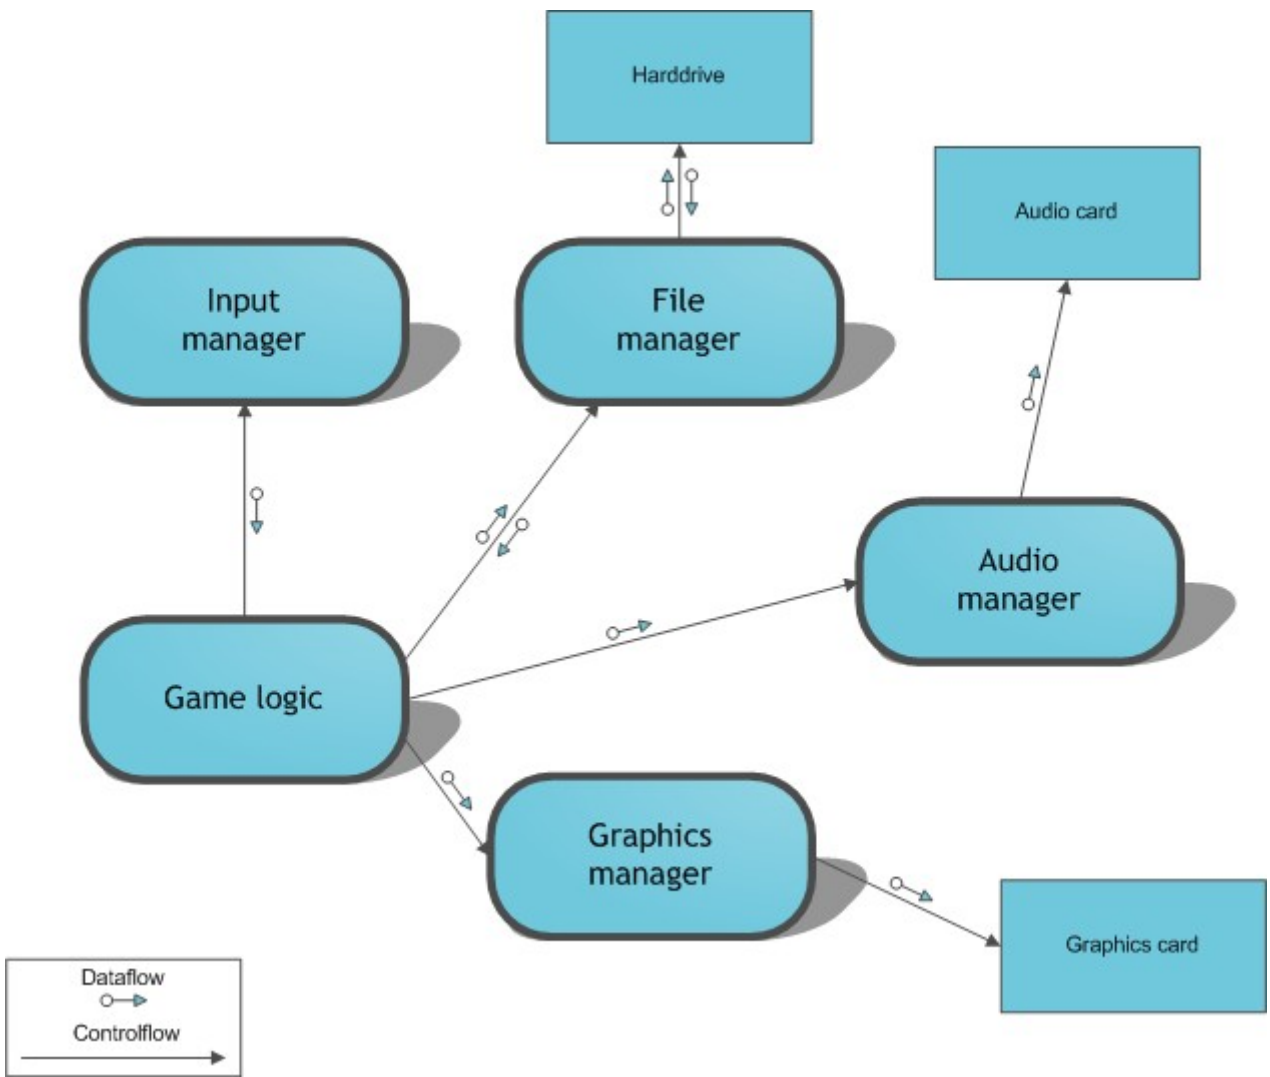 Harddrive
Audio card
Input
manager
File
manager
Audio
manager
Game logic
Graphics
manager
Graphics card
Dataflow
Controlflow